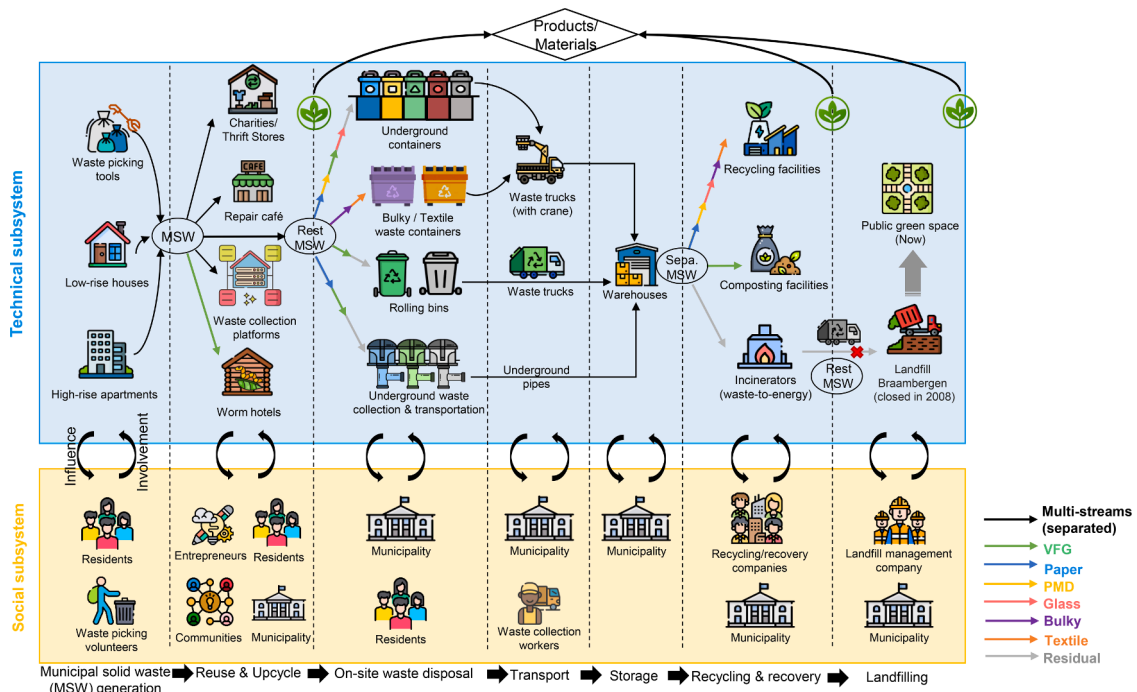 Products/
Materials
Technical subsystem
Waste picking
tools
Low-rise houses
High-rise apartments
MSW
Charities/
Thrift Stores
CAFE
Repair café
Waste collection
platforms
Worm hotels
Rest
MSW
Underground
containers
Bulky / Textile
waste containers
Rolling bins
Underground waste
collection & transportation
Waste trucks
(with crane)
Waste trucks
Underground
pipes
Warehouses
Sepa.
MSW
Recycling facilities
Composting facilities
Incinerators
(waste-to-energy)
Rest
MSW
Public green space
(Now)
Landfill
Braambergen
(closed in 2008)
Influence
Involvement
Social subsystem
Residents
Waste picking
volunteers
Entrepreneurs
Residents
Communities
Municipality
Municipality
Residents
Municipality
Waste collection
workers
Municipality
Recycling/recovery
companies
Municipality
Landfill management
company
Municipality
Multi-streams
(separated)
VFG
Paper
PMD
Glass
Bulky
Textile
Residual
Municipal solid waste
(MSW) generation
Reuse & Upcycle
On-site waste disposal
Transport
Storage
Recycling & recovery
Landfilling